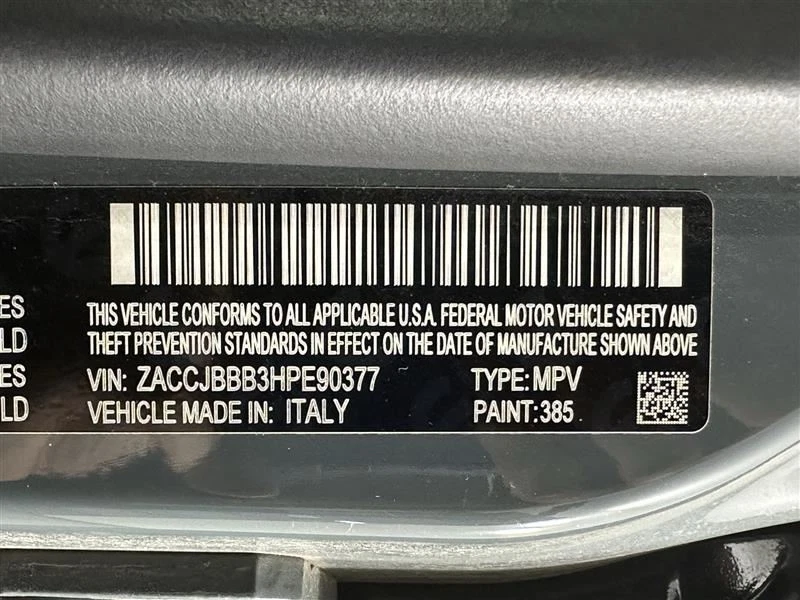 THIS VEHICLE CONFORMS TO ALL APPLICABLE U.S.A. FEDERAL MOTOR VEHICLE SAFETY AND
ES
THEFT PREVENTION STANDARDS IN EFFECT ON THE DATE OF MANUFACTURE SHOWN ABOVE
LD
VIN: ZACCJBBB3HPE90377 TYPE: MPV
ES
VEHICLE MADE IN: ITALY PAINT: 385
LD